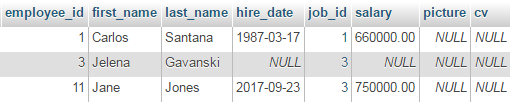 employee_id first_name last_name hire_date job_id salary picture cv
1 Carlos Santana 1987-03-17 1 660000.00 NULL NULL
3 Jelena Gavanski NULL 3 NULL NULL NULL
11 Jane Jones 2017-09-23 3 750000.00 NULL NULL